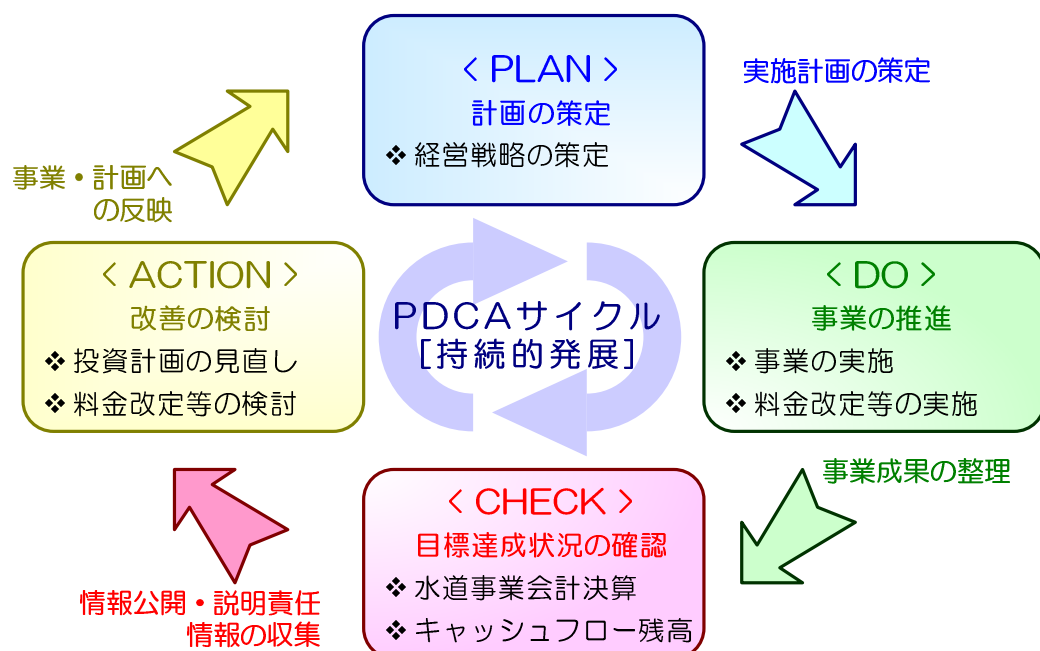 < PLAN >
計画の策定
❖ 経営戦略の策定
実施計画の策定
事業・計画へ
の反映
< ACTION >
改善の検討
❖ 投資計画の見直し
❖ 料金改定等の検討
PDCAサイクル
[持続的発展]
< DO >
事業の推進
❖ 事業の実施
❖ 料金改定等の実施
事業成果の整理
< CHECK >
目標達成状況の確認
❖ 水道事業会計決算
❖ キャッシュフロー残高
情報公開・説明責任
情報の収集